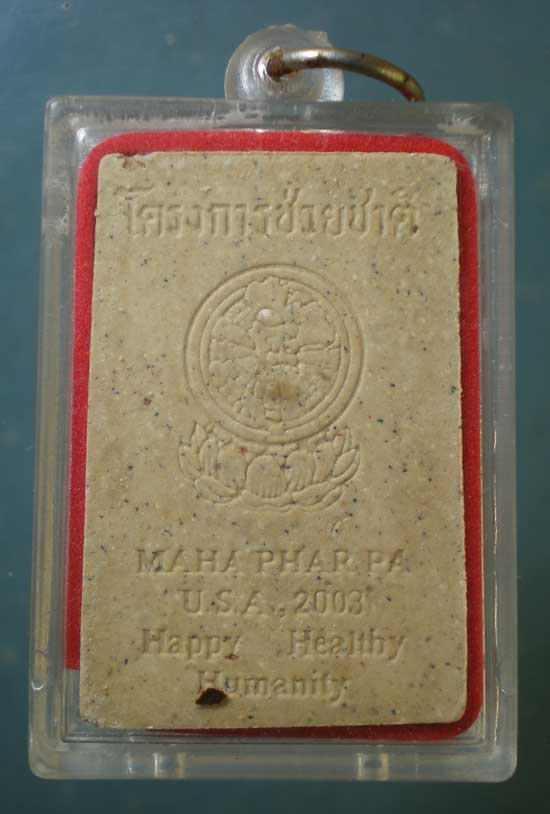 โครงการช่วยชาติ
MAHA PHAR PA
U.S.A., 2003
Happy Healthy
Humanity